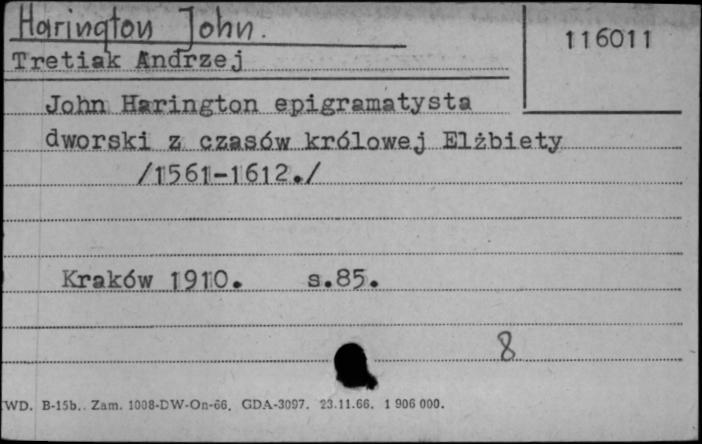 Harington John.
116011
Tretiak Andrzej
John Harington epigramatysta
dworski z czasów królowej Elżbiety
/1561-1612./
Kraków 1910. s.85.
8
WD. B-15b.. Zam. 1008-DW-On-66. GDA-3097. 23.11.66. 1 906 000.